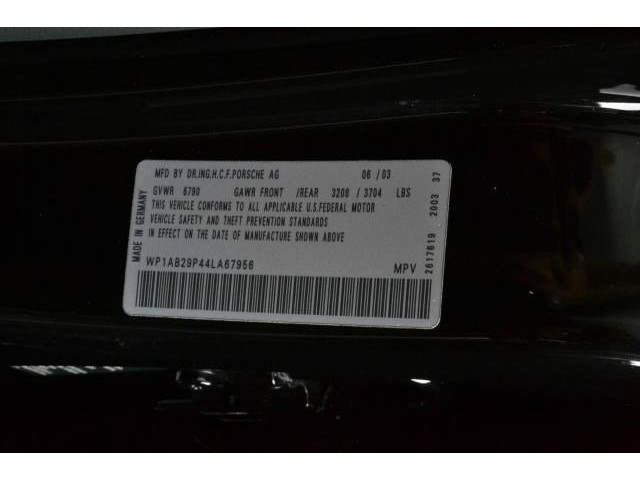 MFD BY DR.ING.H.C.F.PORSCHE AG 06/03
GVWR 6790 GAWR FRONT /REAR 3208 / 3704 LBS
THIS VEHICLE CONFORMS TO ALL APPLICABLE U.S.FEDERAL MOTOR
VEHICLE SAFETY AND THEFT PREVENTION STANDARDS
IN EFFECT ON THE DATE OF MANUFACTURE SHOWN ABOVE
WP1AB29P44LA67956 MPV
MADE IN GERMANY
2617619 2003 37